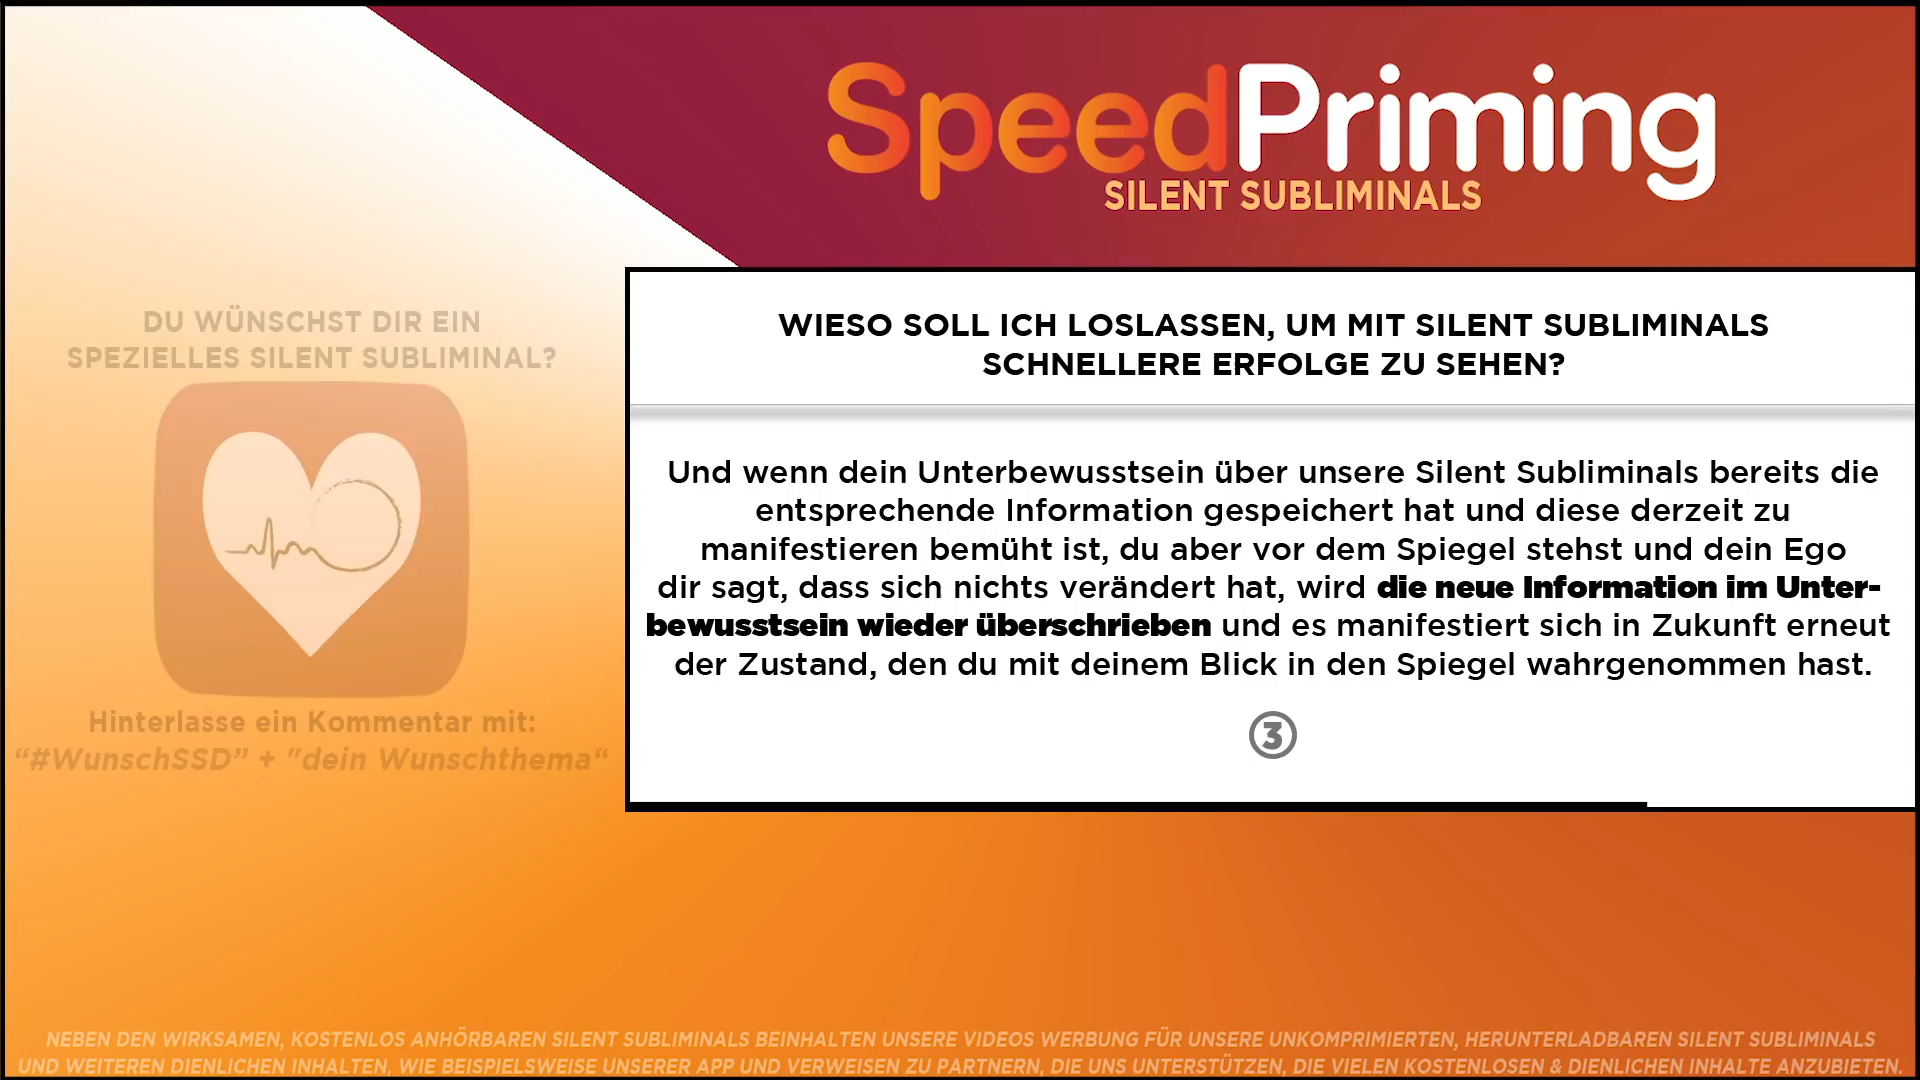 SpeedPriming
SILENT SUBLIMINALS
DU WÜNSCHST DIR EIN
SPEZIELLES SILENT SUBLIMINAL?
Hinterlasse ein Kommentar mit:
“#WunschSSD” + "dein Wunschthema“
WIESO SOLL ICH LOSLASSEN, UM MIT SILENT SUBLIMINALS
SCHNELLERE ERFOLGE ZU SEHEN?
Und wenn dein Unterbewusstsein über unsere Silent Subliminals bereits die
entsprechende Information gespeichert hat und diese derzeit zu
manifestieren bemüht ist, du aber vor dem Spiegel stehst und dein Ego
dir sagt, dass sich nichts verändert hat, wird die neue Information im Unter-
bewusstsein wieder überschrieben und es manifestiert sich in Zukunft erneut
der Zustand, den du mit deinem Blick in den Spiegel wahrgenommen hast.
③
NEBEN DEN WIRKSAMEN, KOSTENLOS ANHÖRBAREN SILENT SUBLIMINALS BEINHALTEN UNSERE VIDEOS WERBUNG FÜR UNSERE UNKOMPRIMIERTEN, HERUNTERLADBAREN SILENT SUBLIMINALS
UND WEITEREN DIENLICHEN INHALTEN, WIE BEISPIELSWEISE UNSERER APP UND VERWEISEN ZU PARTNERN, DIE UNS UNTERSTÜTZEN, DIE VIELEN KOSTENLOSEN & DIENLICHEN INHALTE ANZUBIETEN.